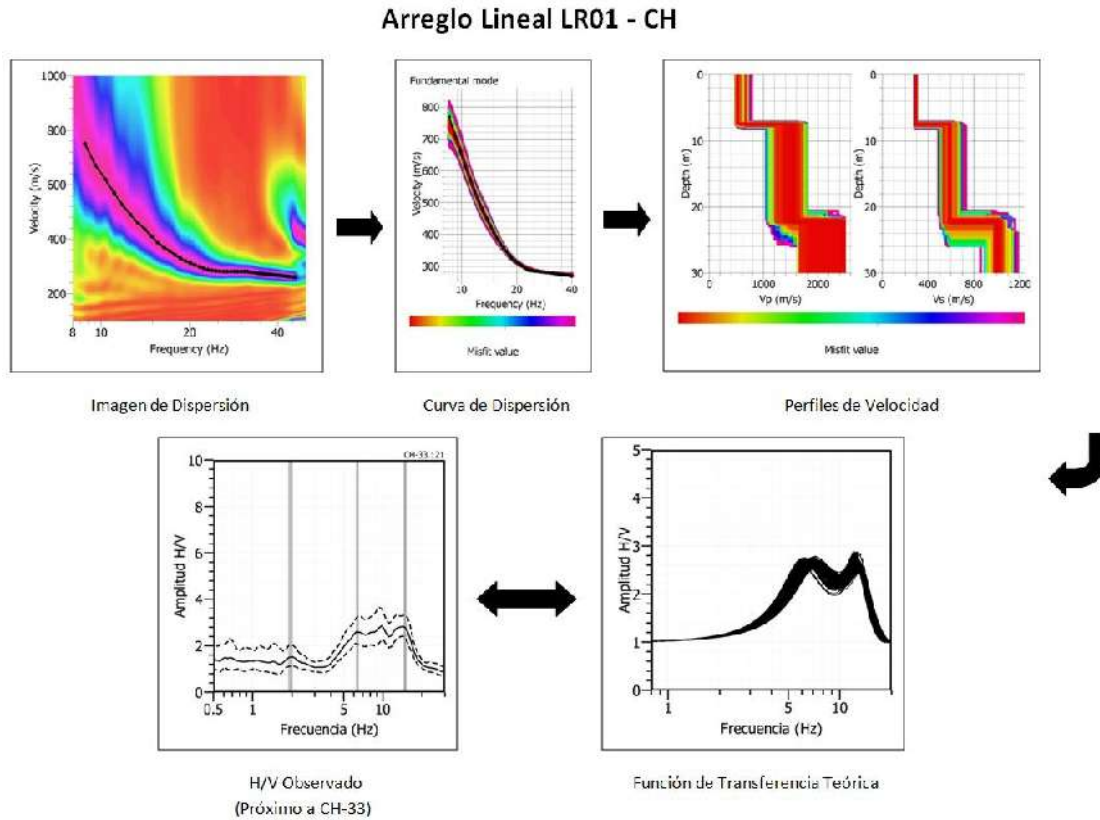 Arreglo Lineal LR01 - CH
1000
800
600
400
200
Velocity (m/s)
8 10 20 40
Frequency (Hz)
Imagen de Dispersión
Fundamental mode
800
700
600
500
400
300
Velocity (m/s)
10 20 40
Frequency (Hz)
Misfit value
Curva de Dispersión
0
10
20
30
Depth (m)
0 1000 2000
Vp (m/s)
0
10
20
30
Depth (m)
0 400 800 1200
Vs (m/s)
Misfit value
Perfiles de Velocidad
10
8
6
4
2
0
Amplitud H/V
0.5 1 5 10
Frecuencia (Hz)
H/V Observado
(Próximo a CH-33)
5
4
3
2
1
0
Amplitud H/V
1 5 10
Frecuencia (Hz)
Función de Transferencia Teórica